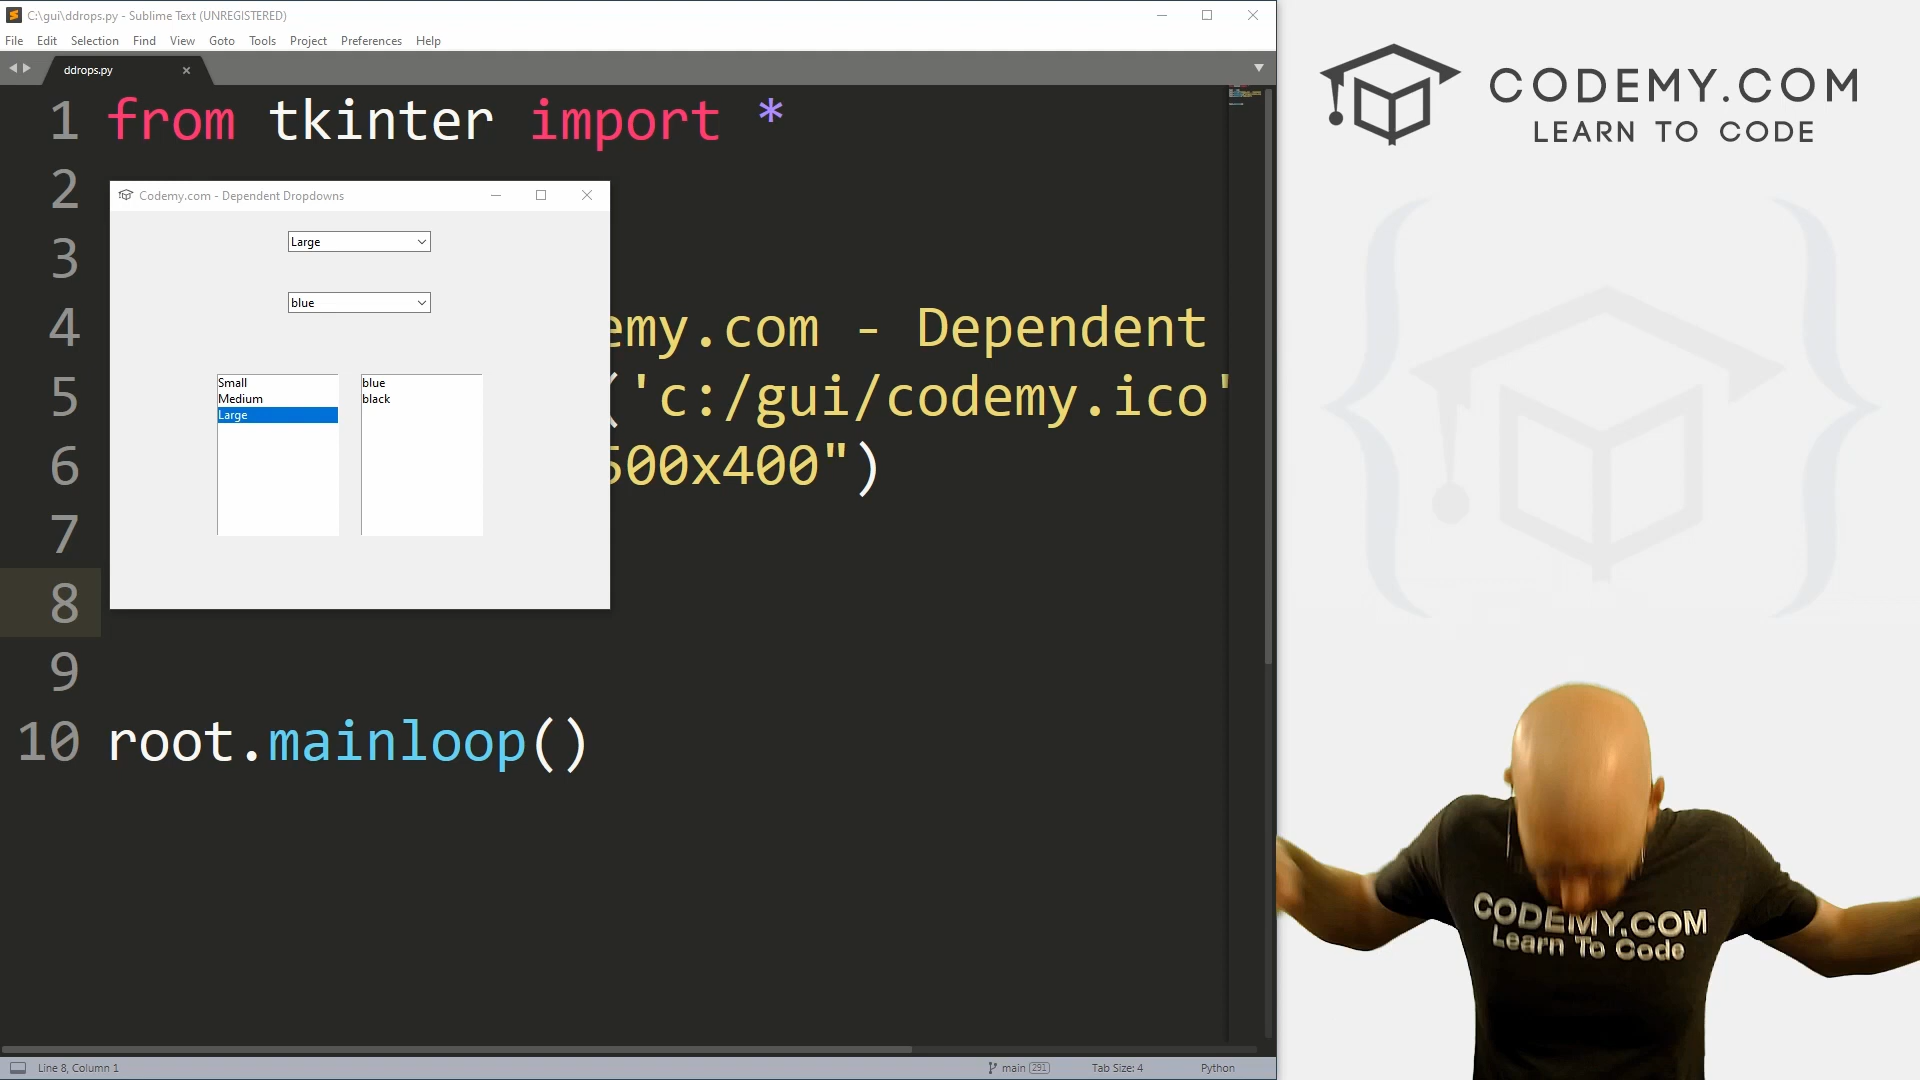 C:\gui\ddrops.py - Sublime Text (UNREGISTERED)
File Edit Selection Find View Goto Tools Project Preferences Help
ddrops.py
1 from tkinter import *
2
3
4 emy.com - Dependent
5 ('c:/gui/codemy.ico'
6 500x400")
7
8
9
10 root.mainloop()
Codemy.com - Dependent Dropdowns
Large
blue
Small
Medium
Large
blue
black
Line 8, Column 1
main 291
Tab Size: 4
Python
CODEMY.COM
LEARN TO CODE
CODEMY.COM
Learn To Code